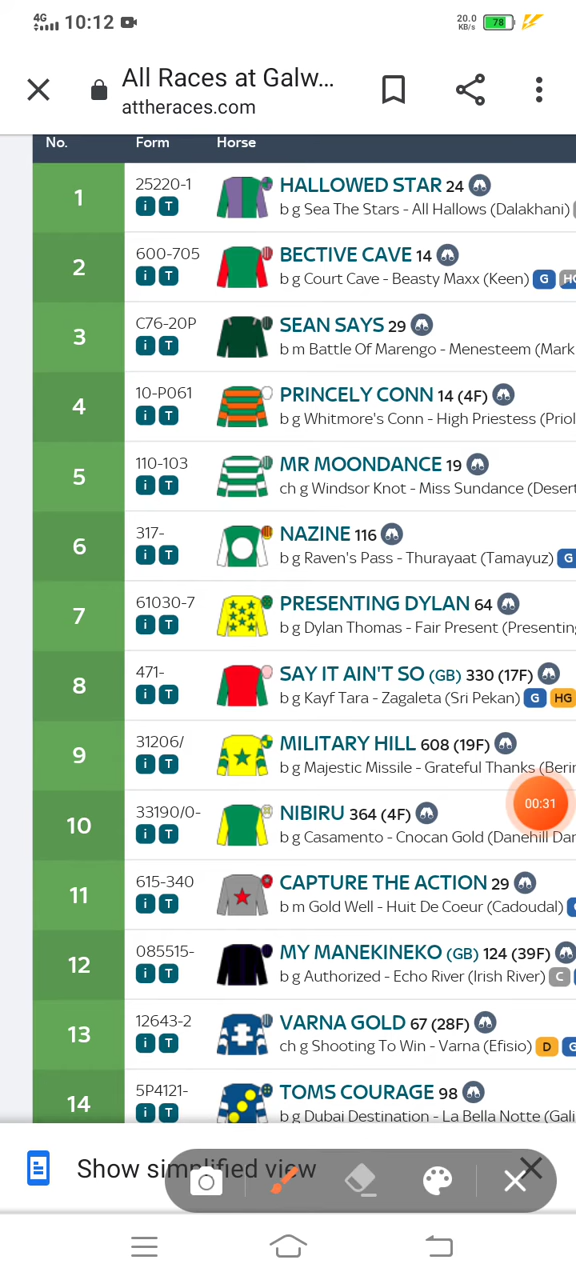 4G 10:12 20.0 KB/s 78
All Races at Galw...
attheraces.com
No. Form Horse
1 25220-1 HALLOWED STAR 24
i T b g Sea The Stars - All Hallows (Dalakhani)
2 600-705 BECTIVE CAVE 14
i T b g Court Cave - Beasty Maxx (Keen) G
3 C76-20P SEAN SAYS 29
i T b m Battle Of Marengo - Menesteem (Mark
4 10-P061 PRINCELY CONN 14 (4F)
i T b g Whitmore's Conn - High Priestess (Priol
5 110-103 MR MOONDANCE 19
i T ch g Windsor Knot - Miss Sundance (Desert
6 317- NAZINE 116
i T b g Raven's Pass - Thurayaat (Tamayuz) G
7 61030-7 PRESENTING DYLAN 64
i T b g Dylan Thomas - Fair Present (Presenting
8 471- SAY IT AIN'T SO (GB) 330 (17F)
i T b g Kayf Tara - Zagaleta (Sri Pekan) G HG
9 31206/ MILITARY HILL 608 (19F)
i T b g Majestic Missile - Grateful Thanks (Berin
00:31
10 33190/0- NIBIRU 364 (4F)
i T b g Casamento - Cnocan Gold (Danehill Dan
11 615-340 CAPTURE THE ACTION 29
i T b m Gold Well - Huit De Coeur (Cadoudal)
12 085515- MY MANEKINEKO (GB) 124 (39F)
i T b g Authorized - Echo River (Irish River) C
13 12643-2 VARNA GOLD 67 (28F)
i T ch g Shooting To Win - Varna (Efisio) D G
14 5P4121- TOMS COURAGE 98
i T b g Dubai Destination - La Bella Notte (Gali
Show simplified view